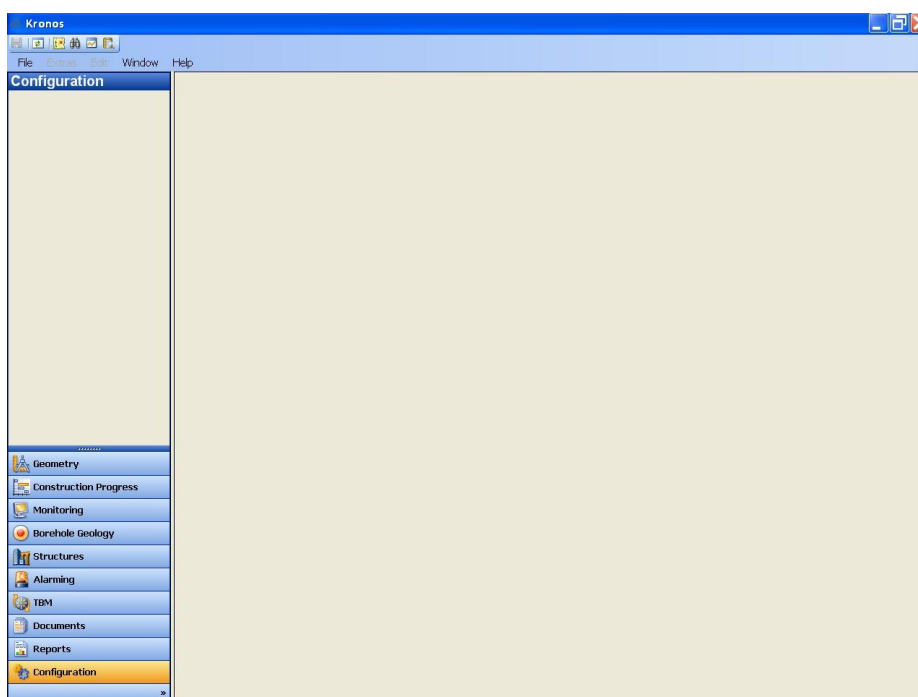 Kronos
File Extras Edit Window Help
Configuration
Geometry
Construction Progress
Monitoring
Borehole Geology
Structures
Alarming
TBM
Documents
Reports
Configuration
»